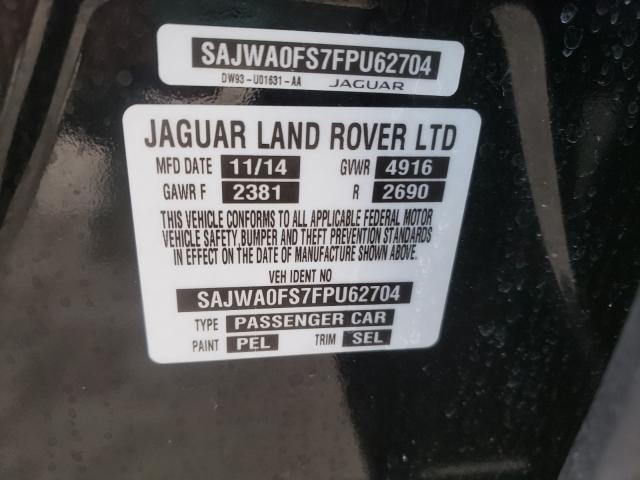 SAJWA0FS7FPU62704
DW93-U01631-AA JAGUAR
JAGUAR LAND ROVER LTD
MFD DATE 11/14 GVWR 4916
GAWR F 2381 R 2690
THIS VEHICLE CONFORMS TO ALL APPLICABLE FEDERAL MOTOR
VEHICLE SAFETY,BUMPER AND THEFT PREVENTION STANDARDS
IN EFFECT ON THE DATE OF MANUFACTURE SHOWN ABOVE.
VEH IDENT NO
SAJWA0FS7FPU62704
TYPE PASSENGER CAR
PAINT PEL TRIM SEL